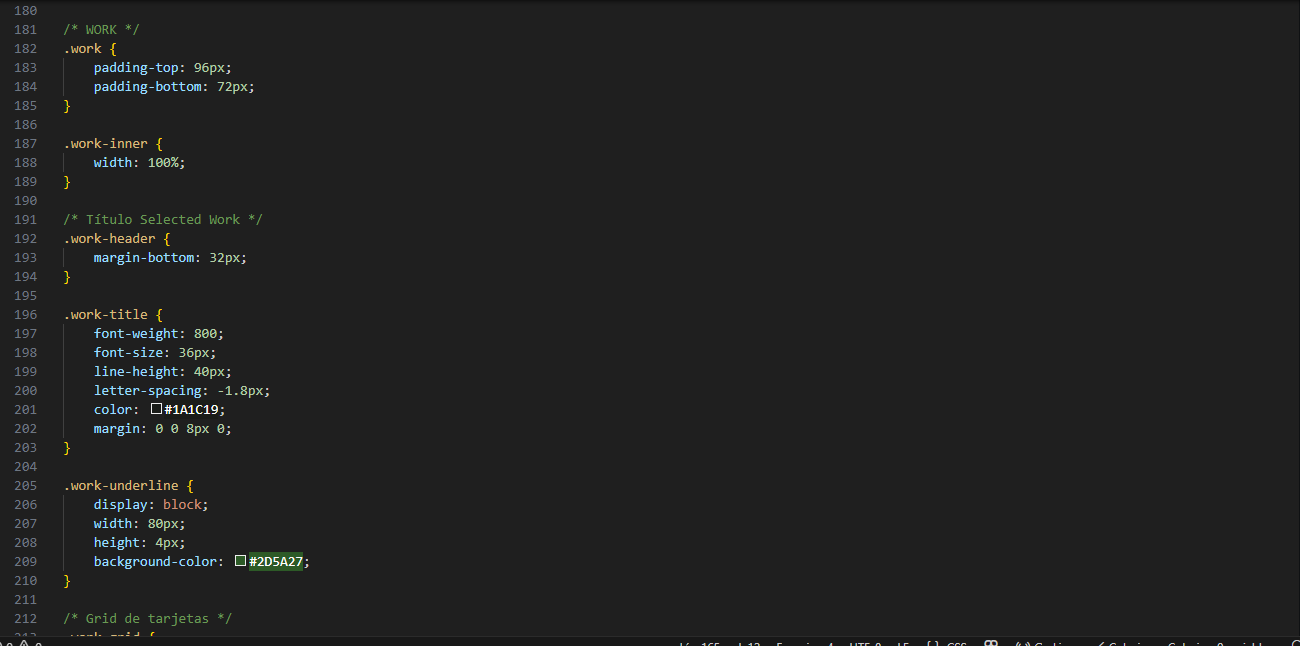 180
181 /* WORK */
182 .work {
183     padding-top: 96px;
184     padding-bottom: 72px;
185 }
186
187 .work-inner {
188     width: 100%;
189 }
190
191 /* Título Selected Work */
192 .work-header {
193     margin-bottom: 32px;
194 }
195
196 .work-title {
197     font-weight: 800;
198     font-size: 36px;
199     line-height: 40px;
200     letter-spacing: -1.8px;
201     color: #1A1C19;
202     margin: 0 0 8px 0;
203 }
204
205 .work-underline {
206     display: block;
207     width: 80px;
208     height: 4px;
209     background-color: #2D5A27;
210 }
211
212 /* Grid de tarjetas */
213 .work-grid {